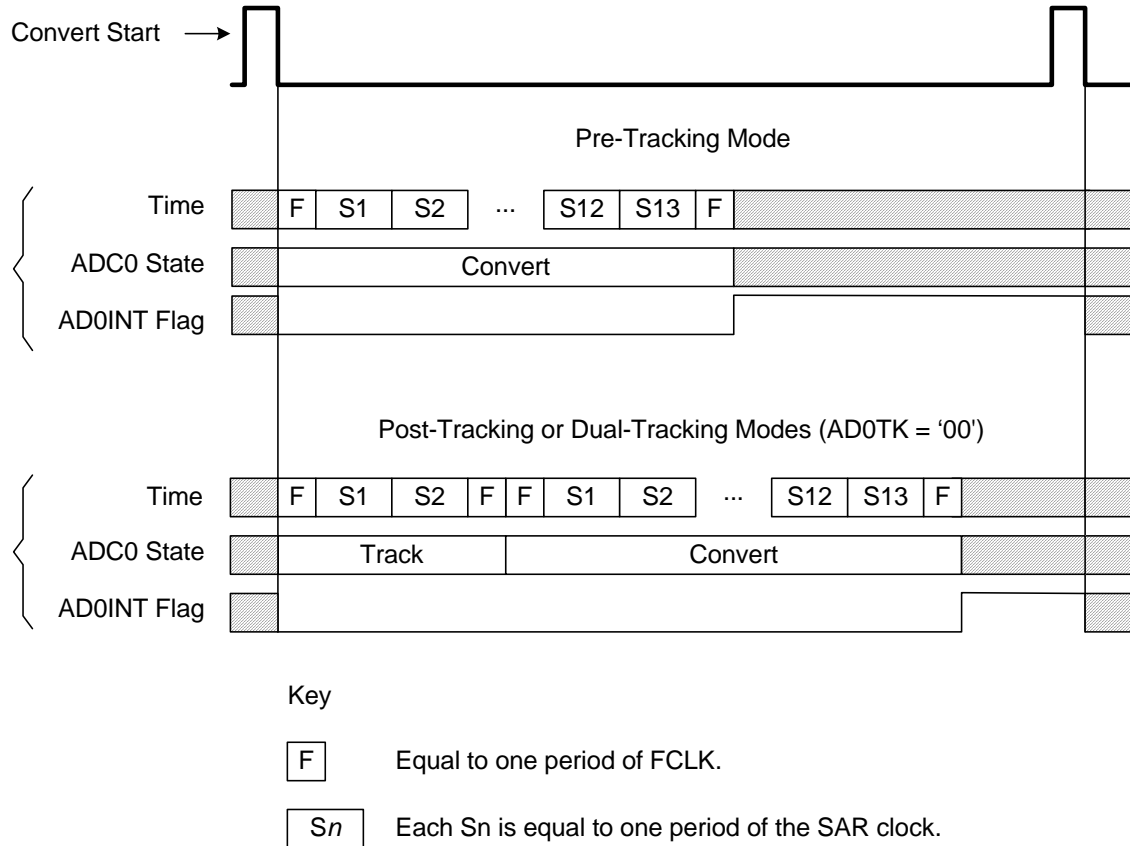 Convert Start
Pre-Tracking Mode
Time F S1 S2 ... S12 S13 F
ADC0 State Convert
AD0INT Flag
Post-Tracking or Dual-Tracking Modes (AD0TK = ‘00')
Time F S1 S2 F F S1 S2 ... S12 S13 F
ADC0 State Track Convert
AD0INT Flag
Key
F Equal to one period of FCLK.
Sn Each Sn is equal to one period of the SAR clock.